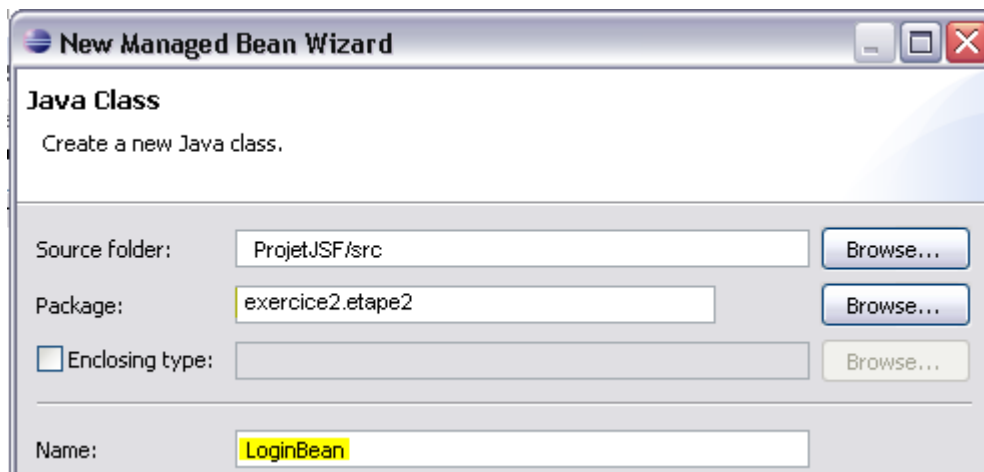 New Managed Bean Wizard
Java Class
Create a new Java class.
Source folder: ProjetJSF/src Browse...
Package: exercice2.etape2 Browse...
Enclosing type: Browse...
Name: LoginBean